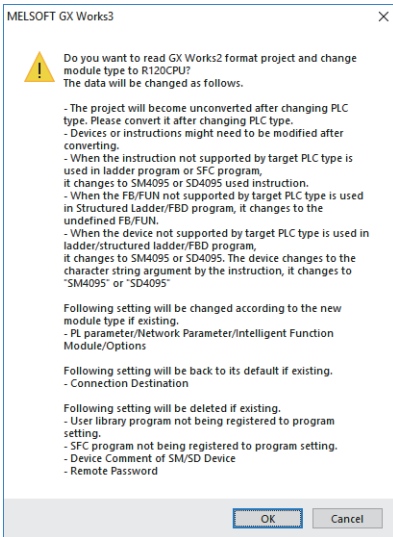 MELSOFT GX Works3
Do you want to read GX Works2 format project and change
module type to R120CPU?
The data will be changed as follows.
- The project will become unconverted after changing PLC
type. Please convert it after changing PLC type.
- Devices or instructions might need to be modified after
converting.
- When the instruction not supported by target PLC type is
used in ladder program or SFC program,
it changes to SM4095 or SD4095 used instruction.
- When the FB/FUN not supported by target PLC type is used
in Structured Ladder/FBD program, it changes to the
undefined FB/FUN.
- When the device not supported by target PLC type is used in
ladder/structured ladder/FBD program,
it changes to SM4095 or SD4095. The device changes to the
character string argument by the instruction, it changes to
"SM4095" or "SD4095"
Following setting will be changed according to the new
module type if existing.
- PL parameter/Network Parameter/Intelligent Function
Module/Options
Following setting will be back to its default if existing.
- Connection Destination
Following setting will be deleted if existing.
- User library program not being registered to program
setting.
- SFC program not being registered to program setting.
- Device Comment of SM/SD Device
- Remote Password
OK Cancel